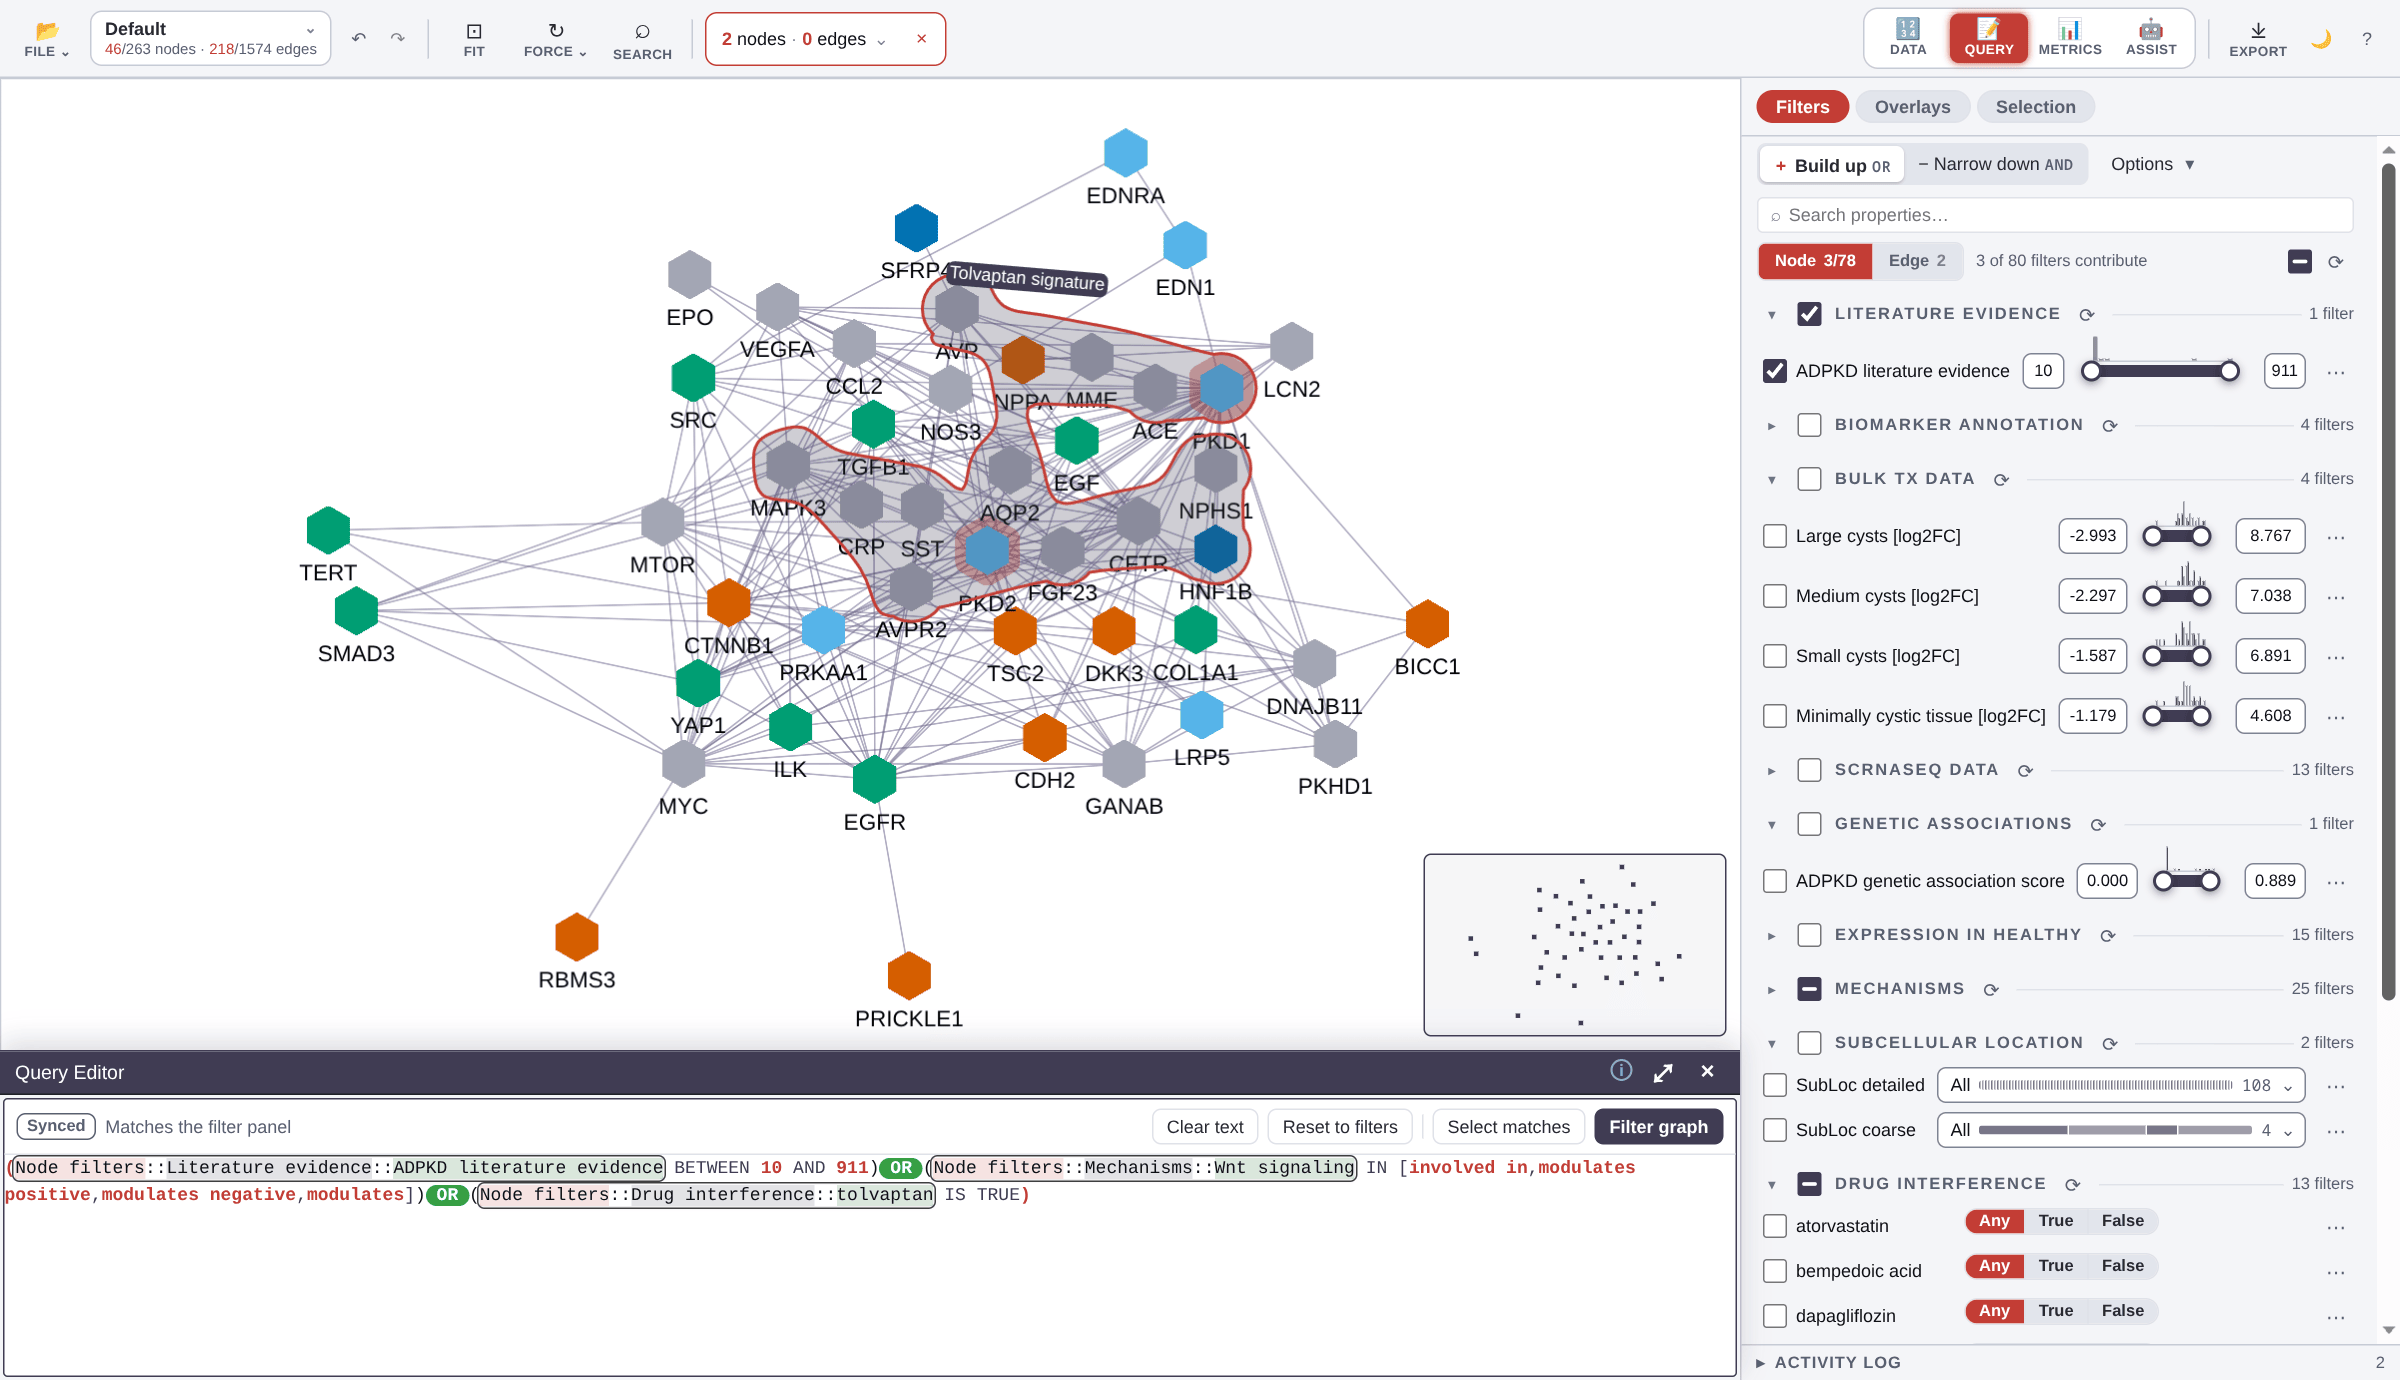 FILE ⌄
Default ⌄
46/263 nodes · 218/1574 edges
FIT
FORCE ⌄
SEARCH
2 nodes · 0 edges ⌄ ×
DATA
QUERY
METRICS
ASSIST
EXPORT
?
Filters
Overlays
Selection
+ Build up OR
− Narrow down AND
Options ▼
Search properties…
Node 3/78
Edge 2
3 of 80 filters contribute
LITERATURE EVIDENCE 1 filter
ADPKD literature evidence 10 911 …
BIOMARKER ANNOTATION 4 filters
BULK TX DATA 4 filters
Large cysts [log2FC] -2.993 8.767 …
Medium cysts [log2FC] -2.297 7.038 …
Small cysts [log2FC] -1.587 6.891 …
Minimally cystic tissue [log2FC] -1.179 4.608 …
SCRNASEQ DATA 13 filters
GENETIC ASSOCIATIONS 1 filter
ADPKD genetic association score 0.000 0.889 …
EXPRESSION IN HEALTHY 15 filters
MECHANISMS 25 filters
SUBCELLULAR LOCATION 2 filters
SubLoc detailed All 108 ⌄ …
SubLoc coarse All 4 ⌄ …
DRUG INTERFERENCE 13 filters
atorvastatin Any True False …
bempedoic acid Any True False …
dapagliflozin Any True False …
ACTIVITY LOG 2
EDNRA
SFRP4
Tolvaptan signature
EDN1
EPO
VEGFA
AVP
CCL2
LCN2
SRC
NPPA
MME
NOS3
ACE
PKD1
TGFB1
EGF
MAPK3
AQP2
NPHS1
CRP
SST
MTOR
CFTR
TERT
PKD2
FGF23
HNF1B
SMAD3
CTNNB1
AVPR2
PRKAA1
TSC2
DKK3
COL1A1
BICC1
DNAJB11
YAP1
ILK
LRP5
CDH2
PKHD1
MYC
GANAB
EGFR
RBMS3
PRICKLE1
Query Editor
Synced Matches the filter panel
Clear text
Reset to filters
Select matches
Filter graph
(Node filters::Literature evidence::ADPKD literature evidence BETWEEN 10 AND 911) OR (Node filters::Mechanisms::Wnt signaling IN [involved in,modulates
positive,modulates negative,modulates]) OR (Node filters::Drug interference::tolvaptan IS TRUE)